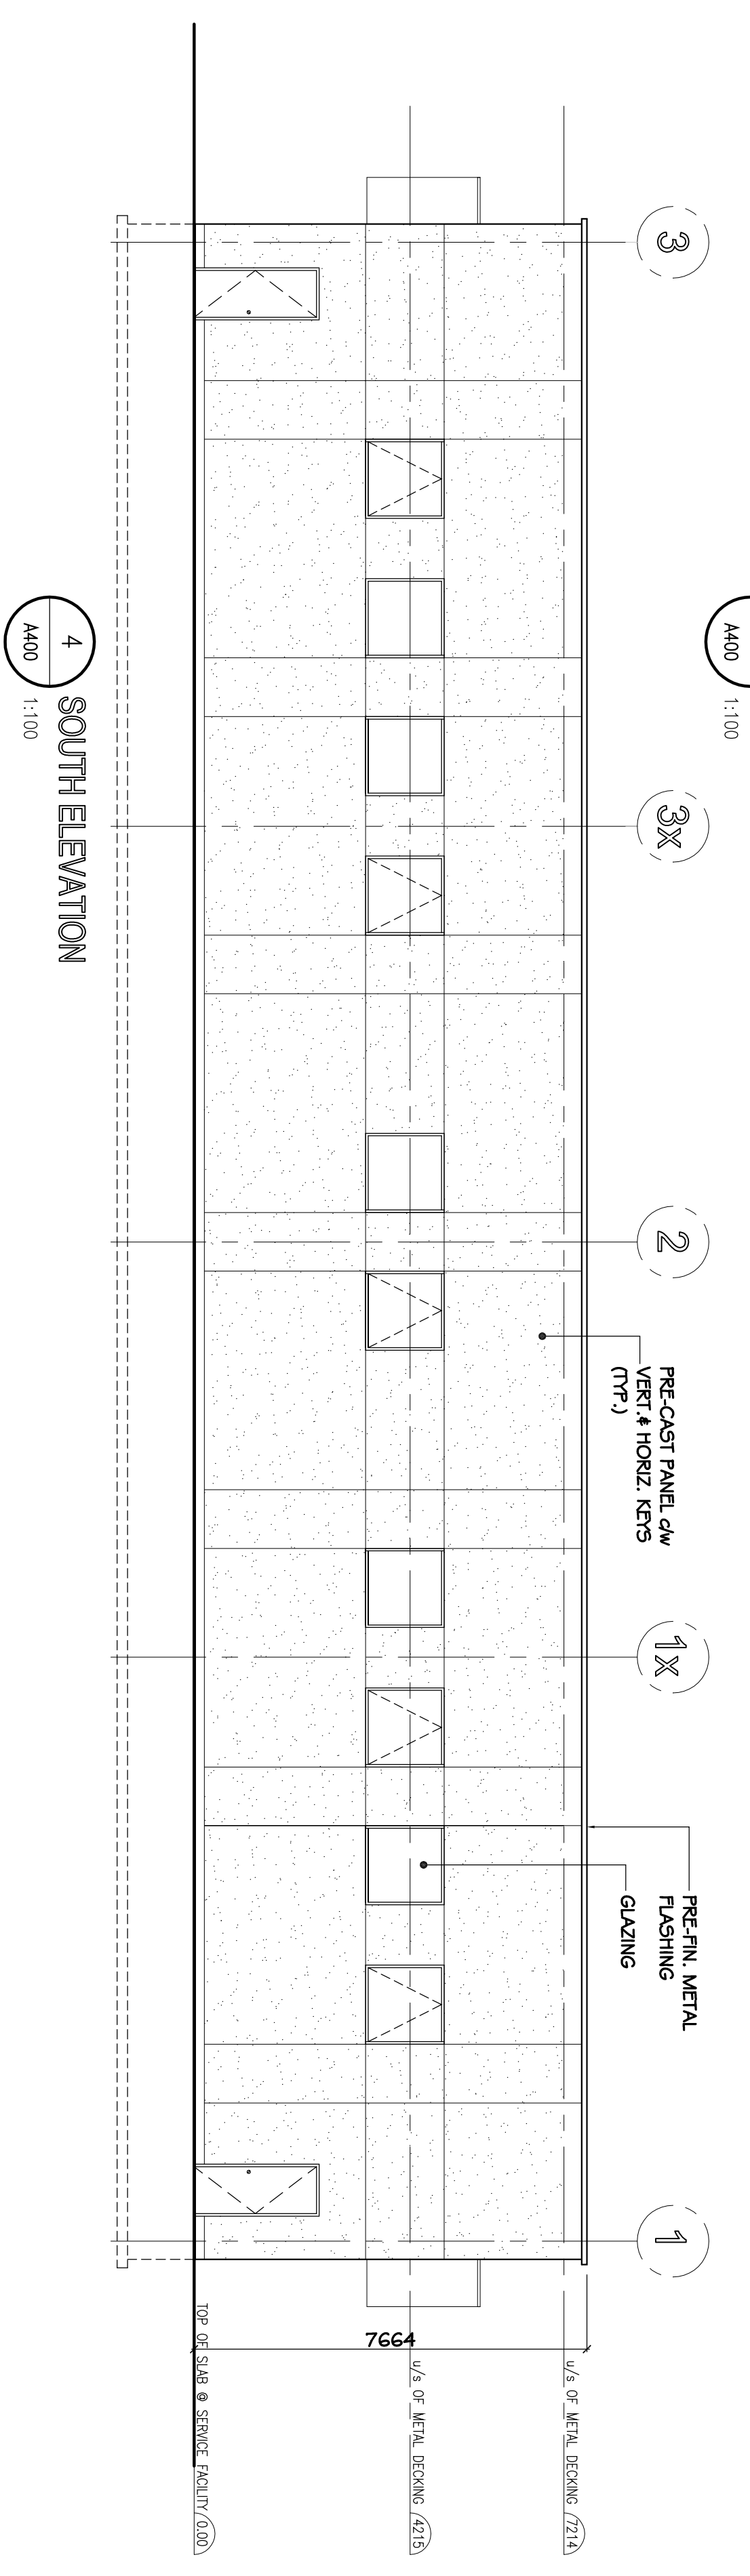 A400
1:100
3
3x
2
1x
1
PRE-CAST PANEL c/w
VERT.& HORIZ. KEYS
(TYP.)
PRE-FIN. METAL
FLASHING
GLAZING
7664
u/s OF METAL DECKING 7214
u/s OF METAL DECKING 4215
TOP OF SLAB @ SERVICE FACILITY 0.00
4
A400
SOUTH ELEVATION
1:100